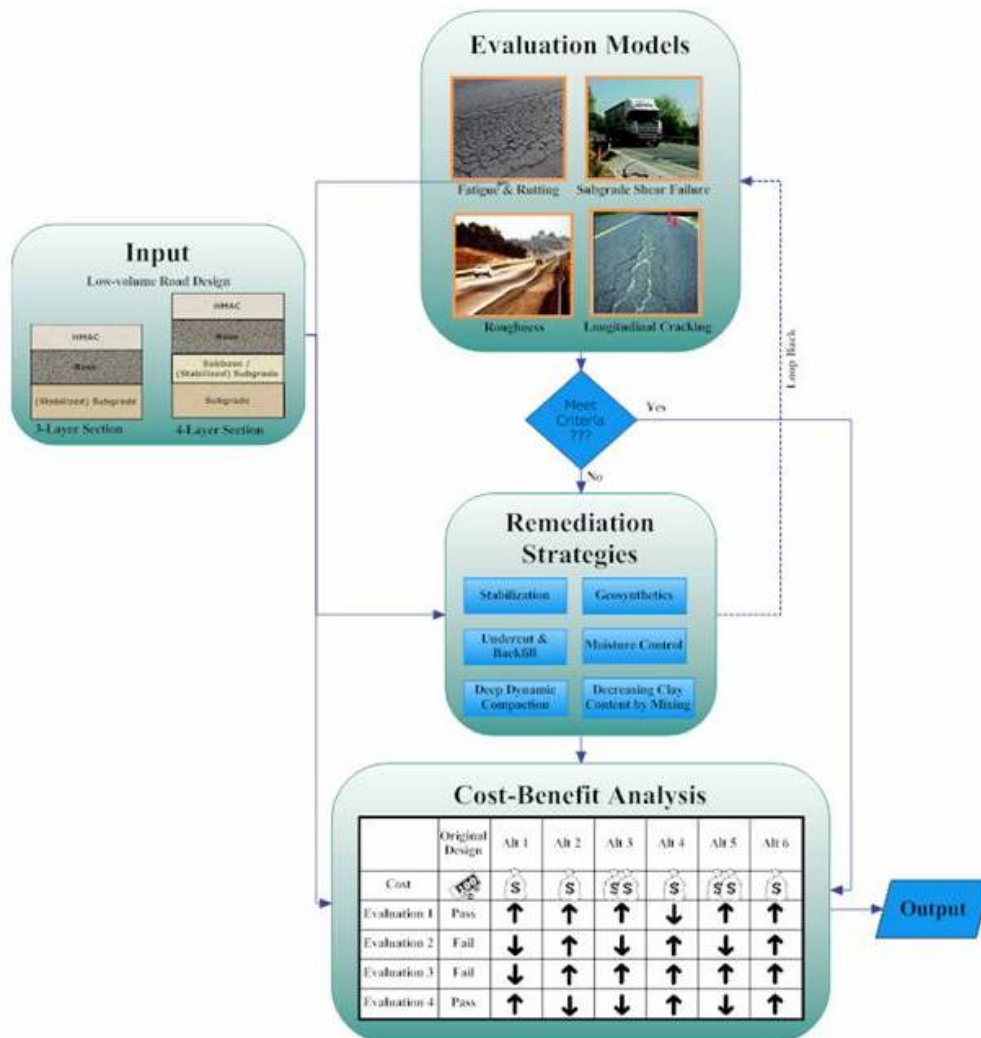 Evaluation Models
Fatigue & Rutting
Subgrade Shear Failure
Roughness
Longitudinal Cracking
Input
Low-volume Road Design
HMAC
Base
(Stabilized) Subgrade
3-Layer Section
HMAC
Base
Subbase /
(Stabilized) Subgrade
Subgrade
4-Layer Section
Loop Back
Meet
Criteria
???
Yes
No
Remediation
Strategies
Stabilization
Geosynthetics
Undercut &
Backfill
Moisture Control
Deep Dynamic
Compaction
Decreasing Clay
Content by Mixing
Cost-Benefit Analysis
Original
Design
Alt 1
Alt 2
Alt 3
Alt 4
Alt 5
Alt 6
Cost
100
$
$
$ $
$
$ $
$
Evaluation 1
Pass
Evaluation 2
Fail
Evaluation 3
Fail
Evaluation 4
Pass
Output